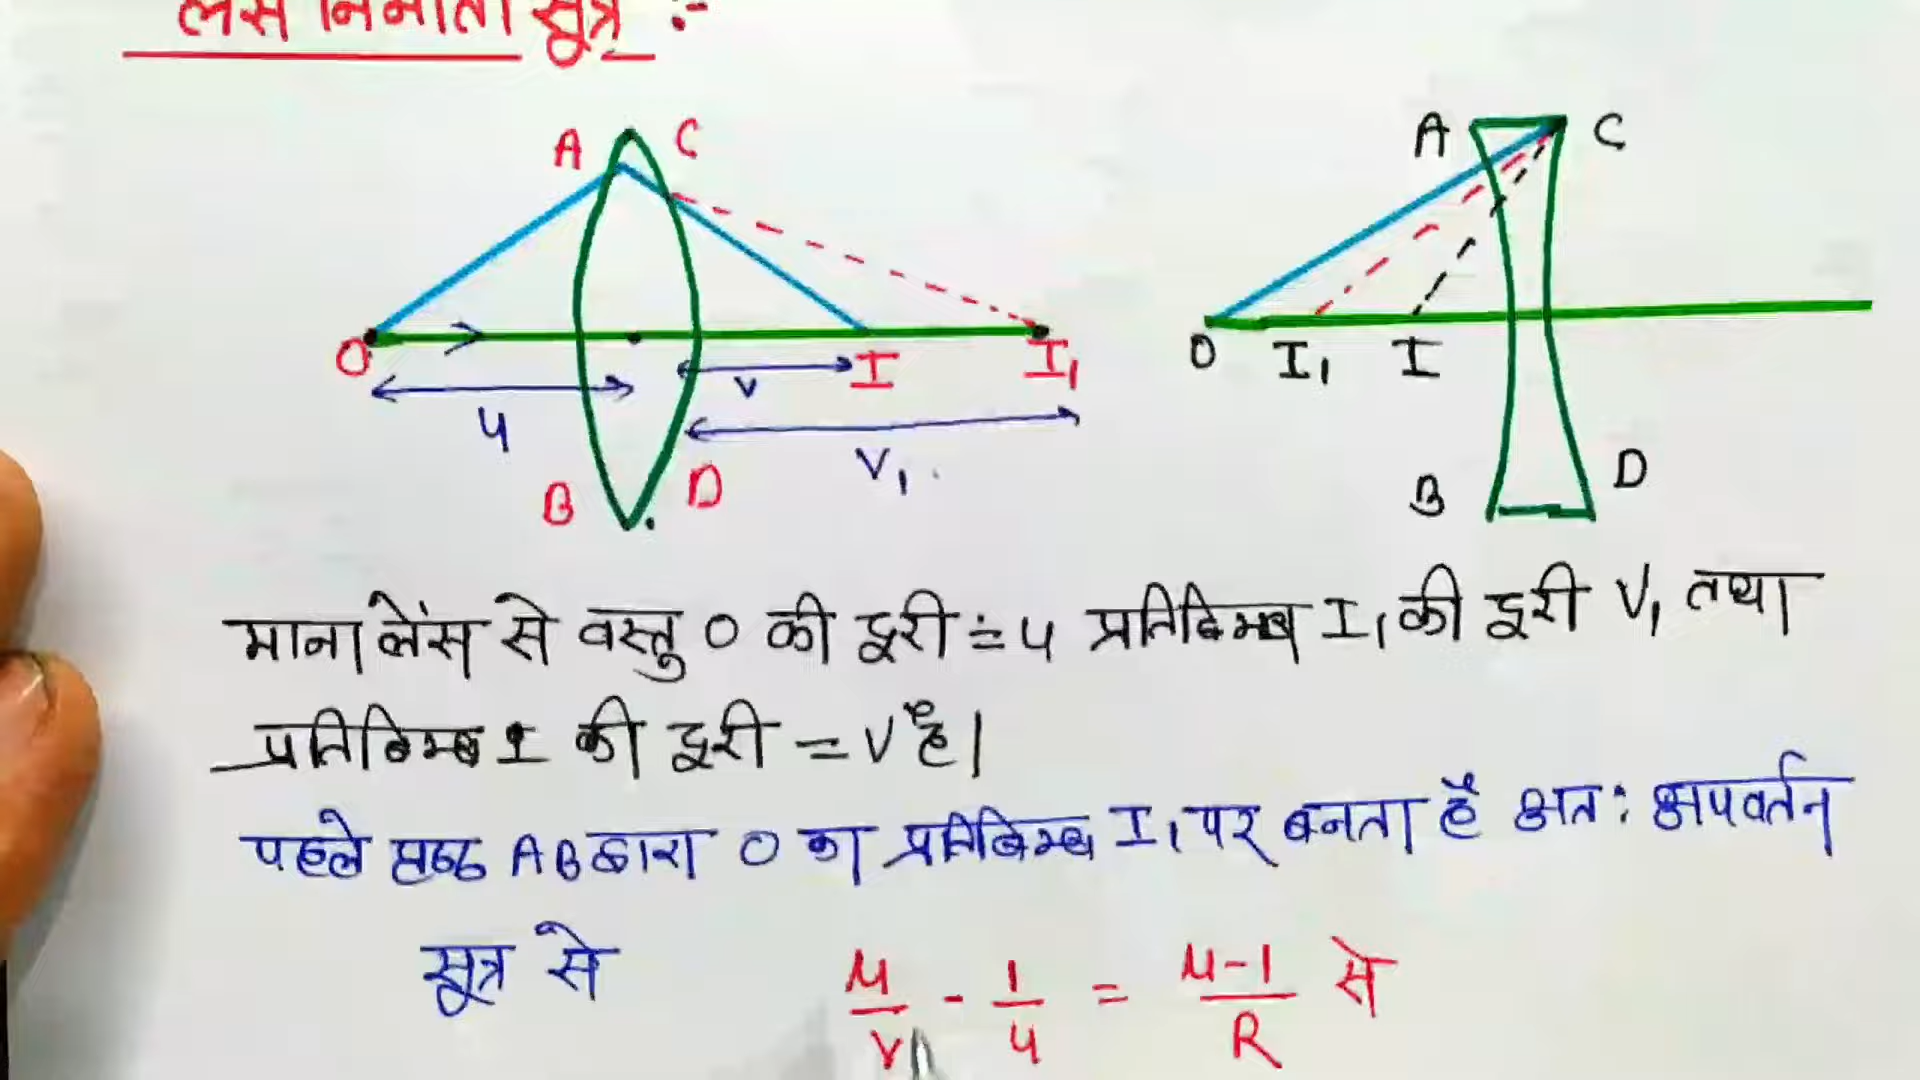 लेंस निर्माता सूत्र :-
A C
A C
O I I₁
O I₁ I
u v
v₁
B D
B D
माना लेंस से वस्तु O की दूरी = u प्रतिबिम्ब I₁ की दूरी v₁ तथा
प्रतिबिम्ब I की दूरी = v है।
पहले पृष्ठ AB द्वारा O का प्रतिबिम्ब I₁ पर बनता है अतः अपवर्तन
सूत्र से μ/v - 1/u = μ-1/R से